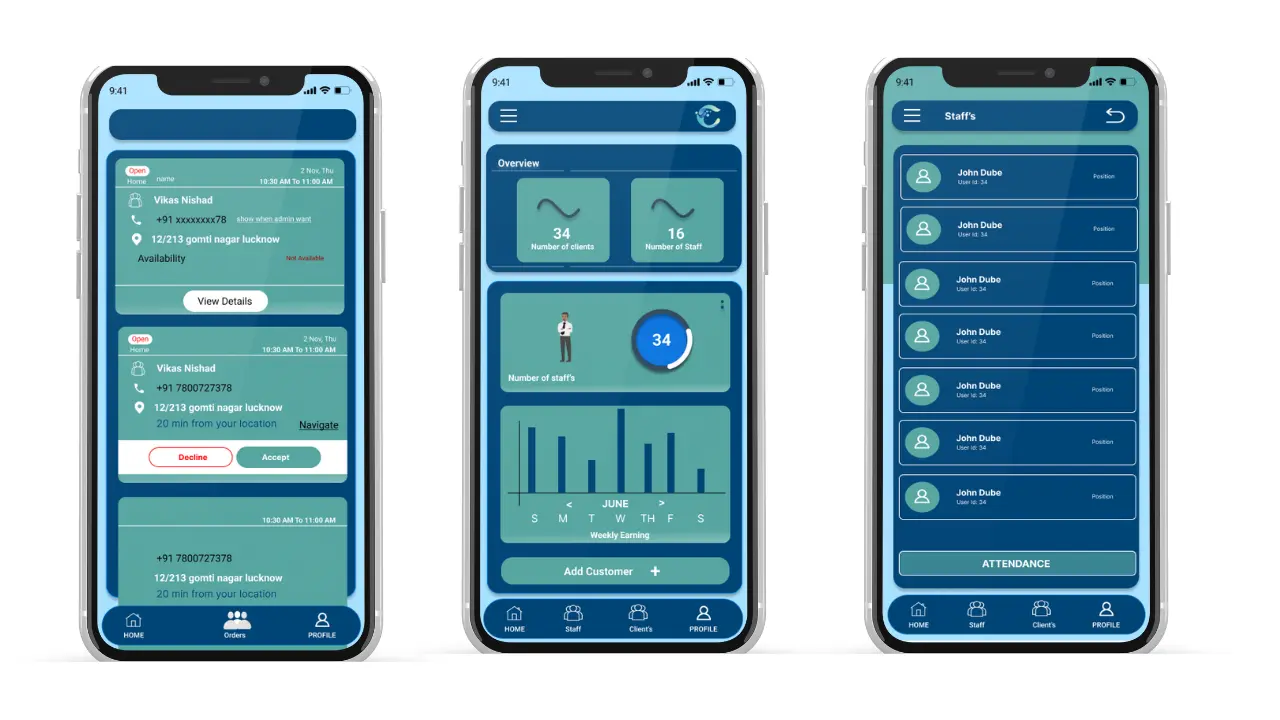 9:41
Open
Home
name
2 Nov, Thu
10:30 AM To 11:00 AM
Vikas Nishad
+91 xxxxxxxx78 show when admin want
12/213 gomti nagar lucknow
Availability Not Available
View Details
Open
Home
2 Nov, Thu
10:30 AM To 11:00 AM
Vikas Nishad
+91 7800727378
12/213 gomti nagar lucknow
20 min from your location Navigate
Decline Accept
10:30 AM To 11:00 AM
+91 7800727378
12/213 gomti nagar lucknow
20 min from your location
HOME Orders PROFILE
9:41
Overview
34 16
Number of clients Number of Staff
34
Number of staff's
< JUNE >
S M T W TH F S
Weekly Earning
Add Customer +
HOME Staff Client's PROFILE
9:41
Staff's
John Dube
User Id: 34
Position
John Dube
User Id: 34
Position
John Dube
User Id: 34
Position
John Dube
User Id: 34
Position
John Dube
User Id: 34
Position
John Dube
User Id: 34
Position
John Dube
User Id: 34
Position
ATTENDANCE
HOME Staff Client's PROFILE